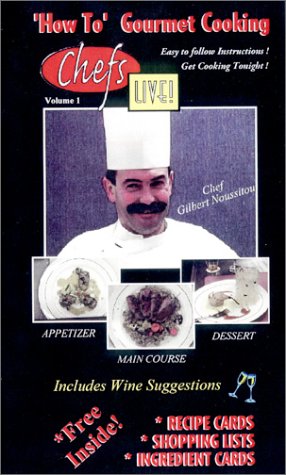 'How To' Gourmet Cooking
Easy to follow Instructions !
Get Cooking Tonight !
Chefs
LIVE!
Volume 1
Chef
Gilbert Noussitou
APPETIZER
DESSERT
MAIN COURSE
Includes Wine Suggestions
*Free
Inside!
* RECIPE CARDS
* SHOPPING LISTS
* INGREDIENT CARDS